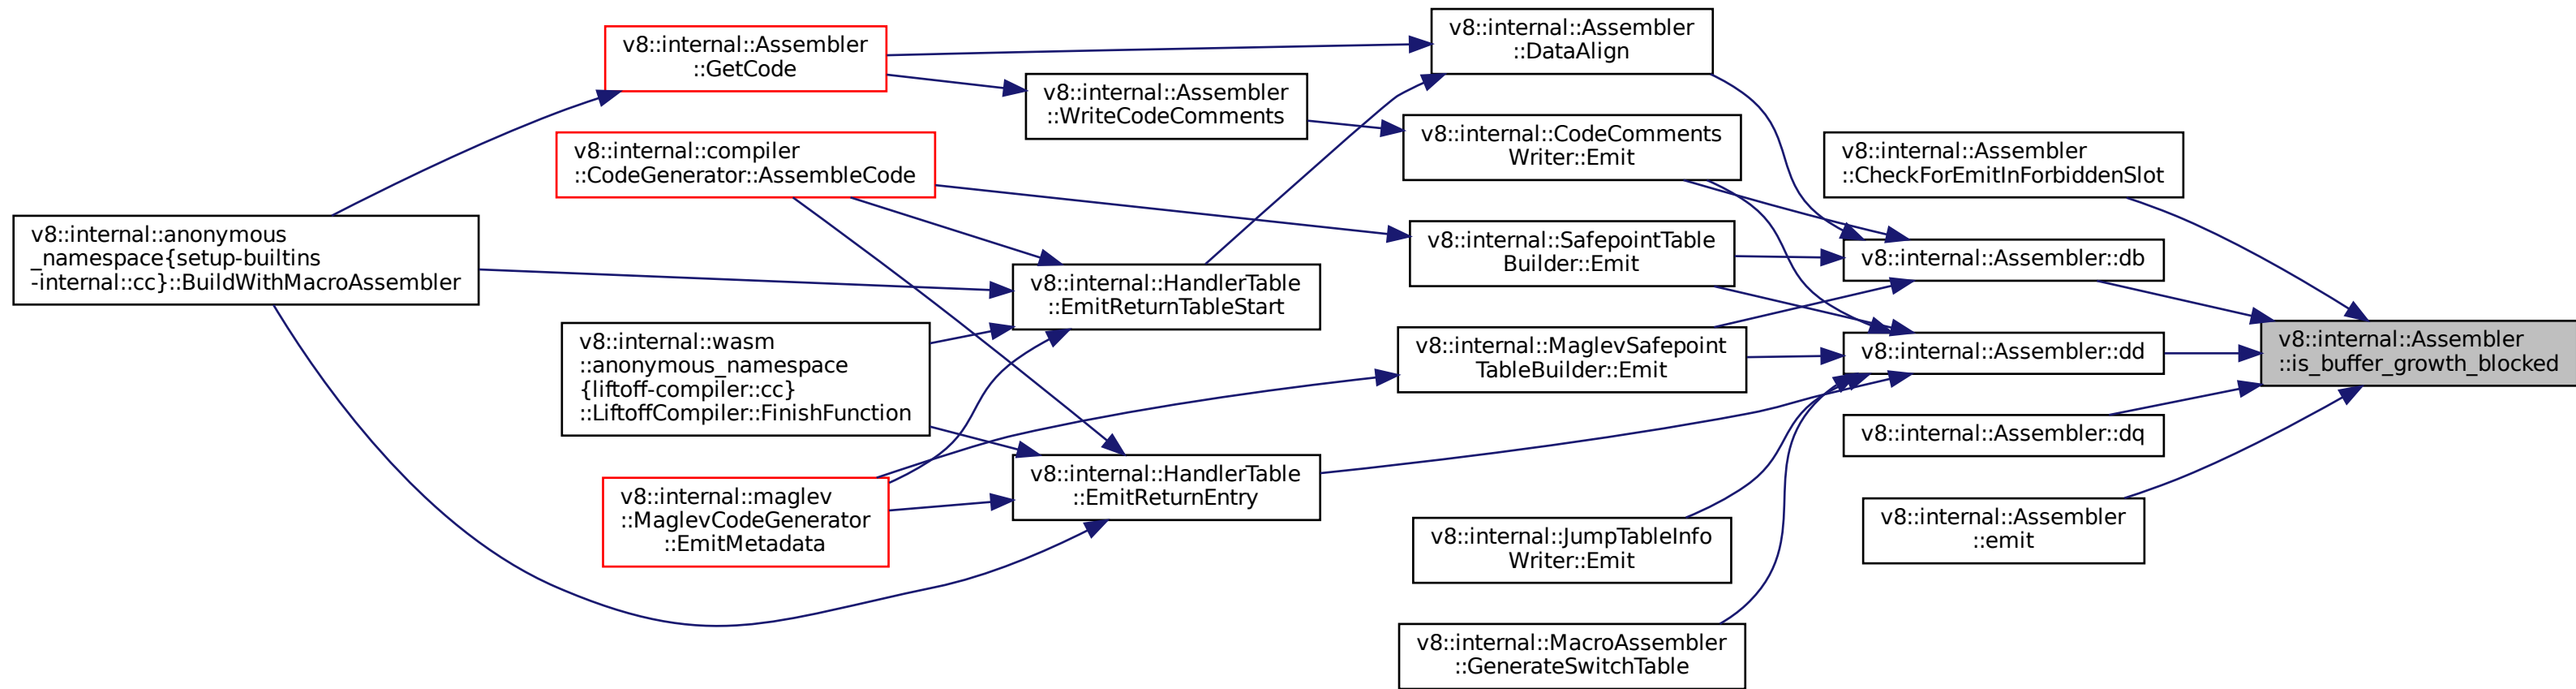 v8::internal::Assembler
::GetCode
v8::internal::Assembler
::DataAlign
v8::internal::Assembler
::WriteCodeComments
v8::internal::CodeComments
Writer::Emit
v8::internal::compiler
::CodeGenerator::AssembleCode
v8::internal::Assembler
::CheckForEmitInForbiddenSlot
v8::internal::anonymous
_namespace{setup-builtins
-internal::cc}::BuildWithMacroAssembler
v8::internal::SafepointTable
Builder::Emit
v8::internal::Assembler::db
v8::internal::HandlerTable
::EmitReturnTableStart
v8::internal::wasm
::anonymous_namespace
{liftoff-compiler::cc}
::LiftoffCompiler::FinishFunction
v8::internal::MaglevSafepoint
TableBuilder::Emit
v8::internal::Assembler::dd
v8::internal::Assembler
::is_buffer_growth_blocked
v8::internal::Assembler::dq
v8::internal::HandlerTable
::EmitReturnEntry
v8::internal::maglev
::MaglevCodeGenerator
::EmitMetadata
v8::internal::JumpTableInfo
Writer::Emit
v8::internal::Assembler
::emit
v8::internal::MacroAssembler
::GenerateSwitchTable